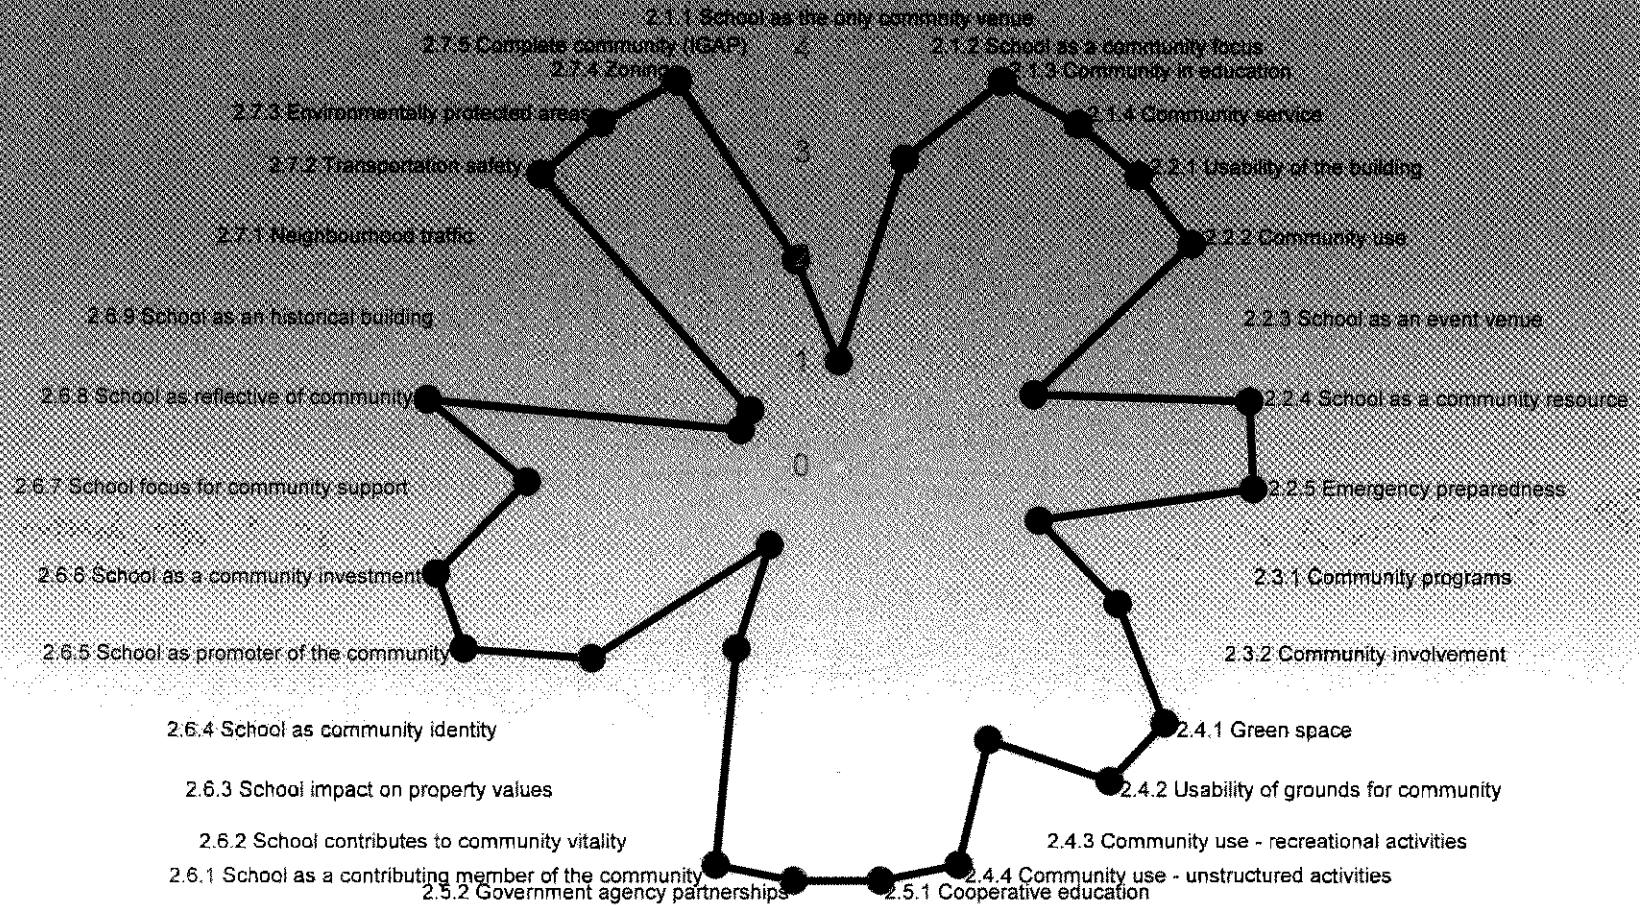 2.1.1 School as the only commnity venue
2.7.5 Complete community (IGAP)
4
2.1.2 School as a community focus
2.7.4 Zoning
2.1.3 Community in education
2.7.3 Environmentally protected areas
2.1.4 Community service
3
2.7.2 Transportation safety
2.2.1 Usability of the building
2.7.1 Neighbourhood traffic
2.2.2 Community use
2
2.6.9 School as an historical building
2.2.3 School as an event venue
1
2.6.8 School as reflective of community
2.2.4 School as a community resource
0
2.6.7 School focus for community support
2.2.5 Emergency preparedness
2.6.6 School as a community investment
2.3.1 Community programs
2.6.5 School as promoter of the community
2.3.2 Community involvement
2.6.4 School as community identity
2.4.1 Green space
2.6.3 School impact on property values
2.4.2 Usability of grounds for community
2.6.2 School contributes to community vitality
2.4.3 Community use - recreational activities
2.6.1 School as a contributing member of the community
2.4.4 Community use - unstructured activities
2.5.2 Government agency partnerships
2.5.1 Cooperative education